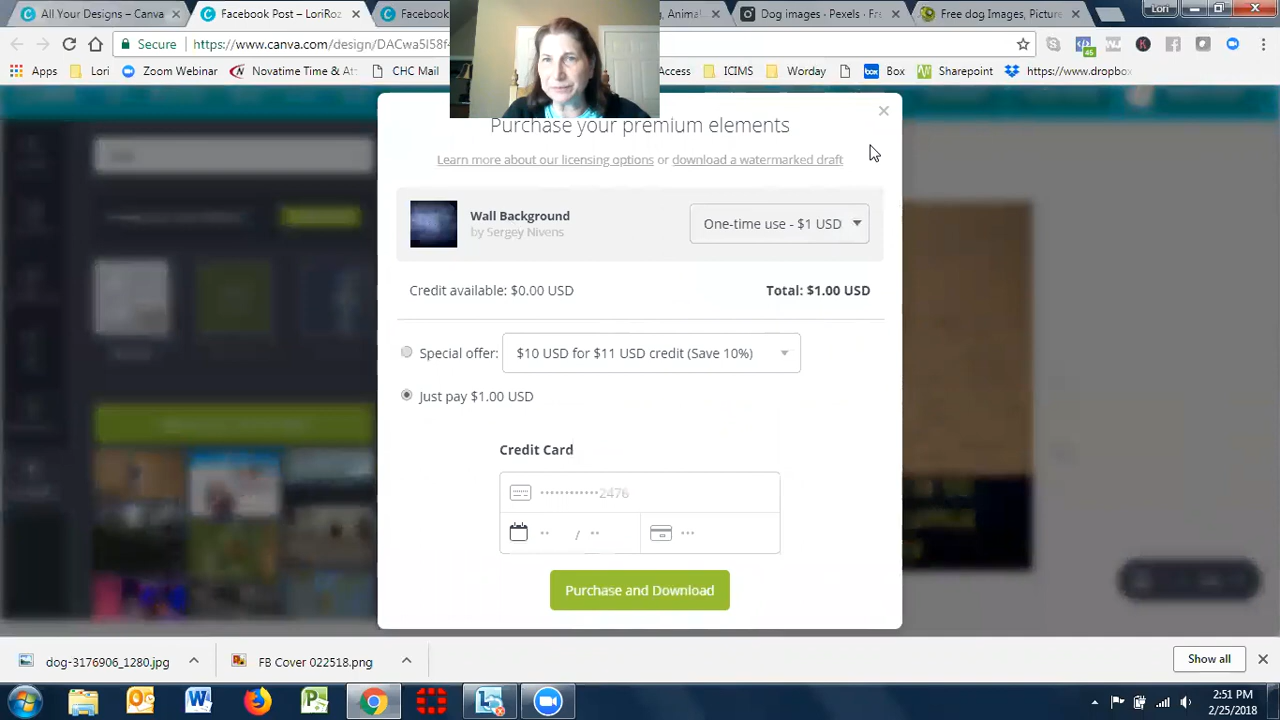 All Your Designs – Canva
Facebook Post – LoriRoz
Facebook
Dog images - Pexels - Fr
Free dog Images, Picture
Lori
Secure
https://www.canva.com/design/DACwa5I58f
45
Apps
Lori
ZoomWebinar
Novatime Time & Att
CHC Mail
Access
ICIMS
Worday
Box
Sharepoint
https://www.dropbox
Purchase your premium elements
Learn more about our licensing options or download a watermarked draft
Wall Background
by Sergey Nivens
One-time use - $1 USD
Credit available: $0.00 USD
Total: $1.00 USD
Special offer:
$10 USD for $11 USD credit (Save 10%)
Just pay $1.00 USD
Credit Card
••••••••••••2476
•• / ••
•••
Purchase and Download
dog-3176906_1280.jpg
FB Cover 022518.png
Show all
2:51 PM
2/25/2018